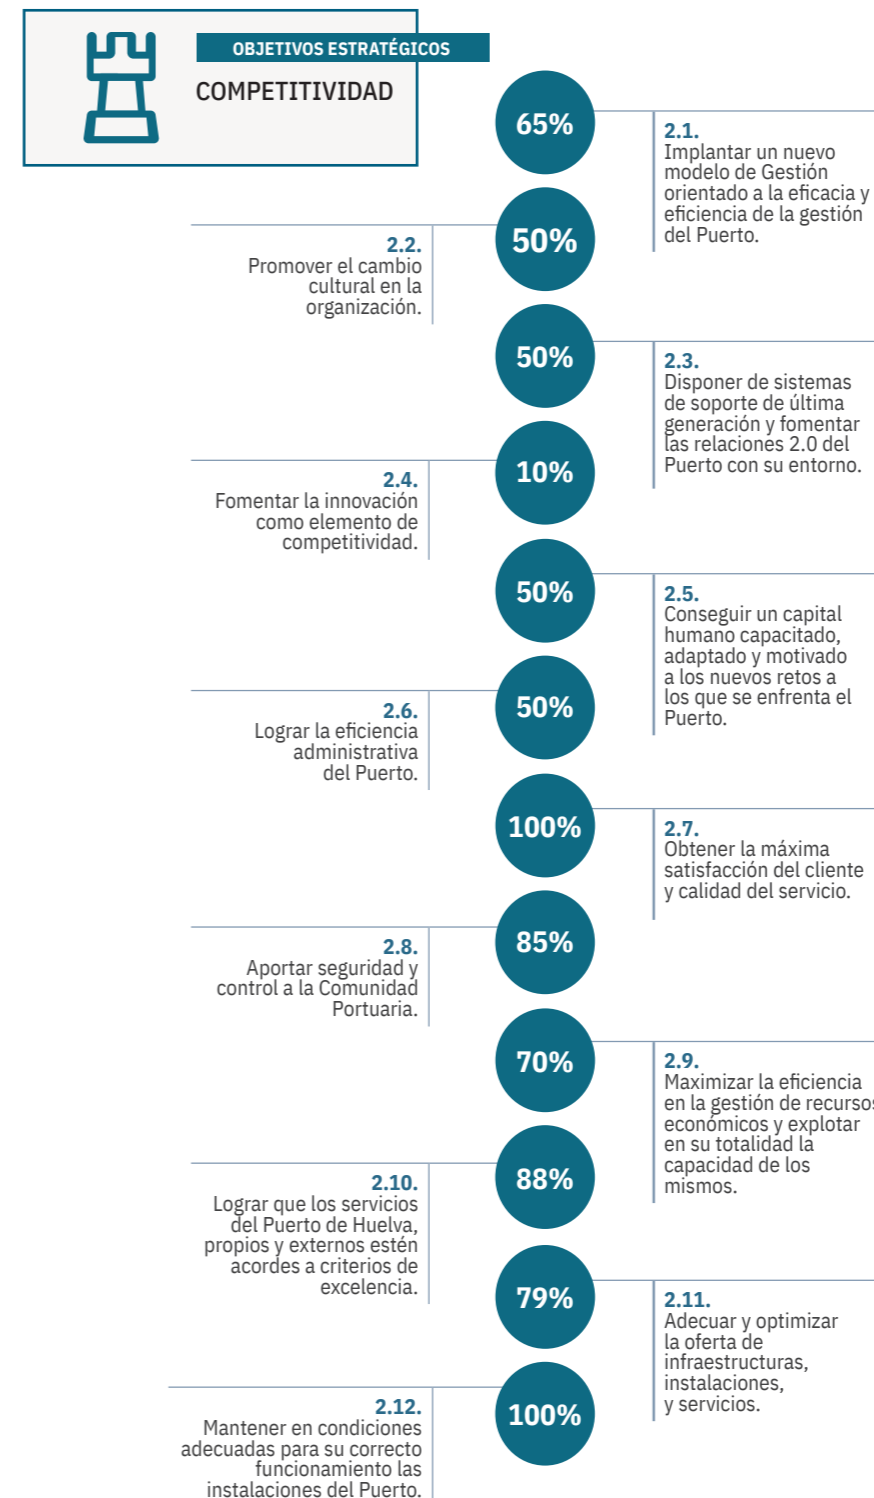 OBJETIVOS ESTRATÉGICOS
COMPETITIVIDAD
65%
2.1.
Implantar un nuevo
modelo de Gestión
orientado a la eficacia y
eficiencia de la gestión
del Puerto.
50%
2.2.
Promover el cambio
cultural en la
organización.
50%
2.3.
Disponer de sistemas
de soporte de última
generación y fomentar
las relaciones 2.0 del
Puerto con su entorno.
10%
2.4.
Fomentar la innovación
como elemento de
competitividad.
50%
2.5.
Conseguir un capital
humano capacitado,
adaptado y motivado
a los nuevos retos a
los que se enfrenta el
Puerto.
50%
2.6.
Lograr la eficiencia
administrativa
del Puerto.
100%
2.7.
Obtener la máxima
satisfacción del cliente
y calidad del servicio.
85%
2.8.
Aportar seguridad y
control a la Comunidad
Portuaria.
70%
2.9.
Maximizar la eficiencia
en la gestión de recursos
económicos y explotar
en su totalidad la
capacidad de los
mismos.
88%
2.10.
Lograr que los servicios
del Puerto de Huelva,
propios y externos estén
acordes a criterios de
excelencia.
79%
2.11.
Adecuar y optimizar
la oferta de
infraestructuras,
instalaciones,
y servicios.
100%
2.12.
Mantener en condiciones
adecuadas para su correcto
funcionamiento las
instalaciones del Puerto.